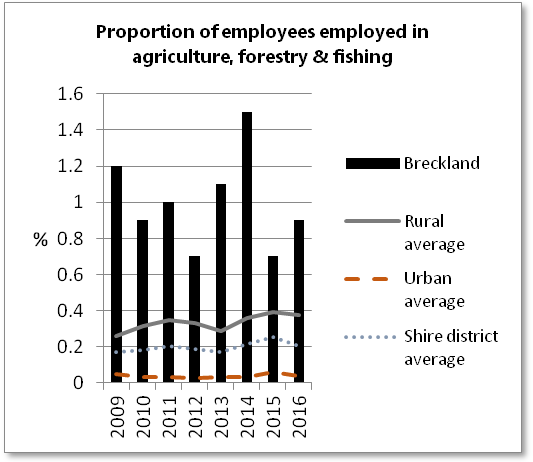 Proportion of employees employed in
agriculture, forestry & fishing
1.6
1.4
1.2
1
0.8
0.6
0.4
0.2
0
%
2009
2010
2011
2012
2013
2014
2015
2016
Breckland
Rural
average
Urban
average
Shire district
average